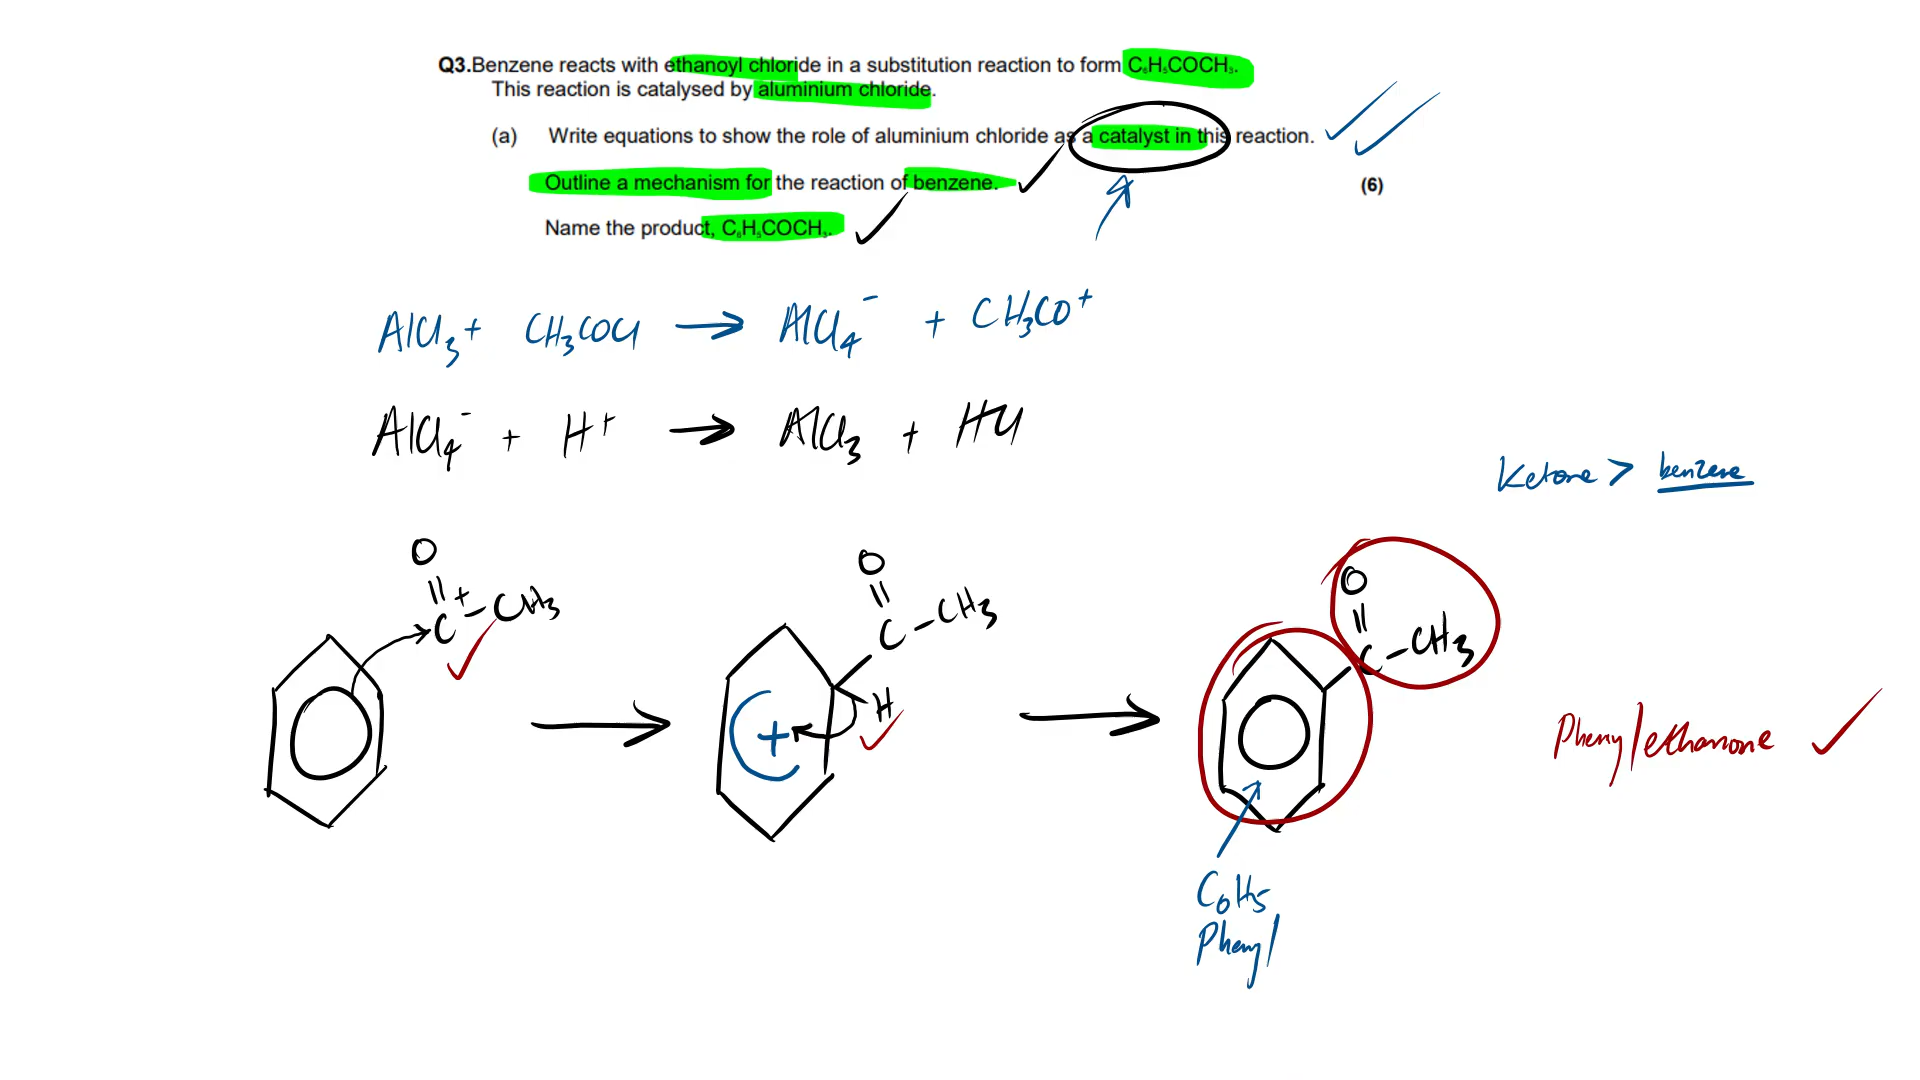 Q3.Benzene reacts with ethanoyl chloride in a substitution reaction to form C₆H₅COCH₃.
This reaction is catalysed by aluminium chloride.
(a) Write equations to show the role of aluminium chloride as a catalyst in this reaction.
Outline a mechanism for the reaction of benzene.
(6)
Name the product, C₆H₅COCH₃.
AlCl₃ + CH₃COCl → AlCl₄⁻ + CH₃CO⁺
AlCl₄⁻ + H⁺ → AlCl₃ + HCl
Ketone > benzene
O
C⁺-CH₃
O
C-CH₃
H
+
O
C-CH₃
Phenylethanone
C₆H₅
Phenyl